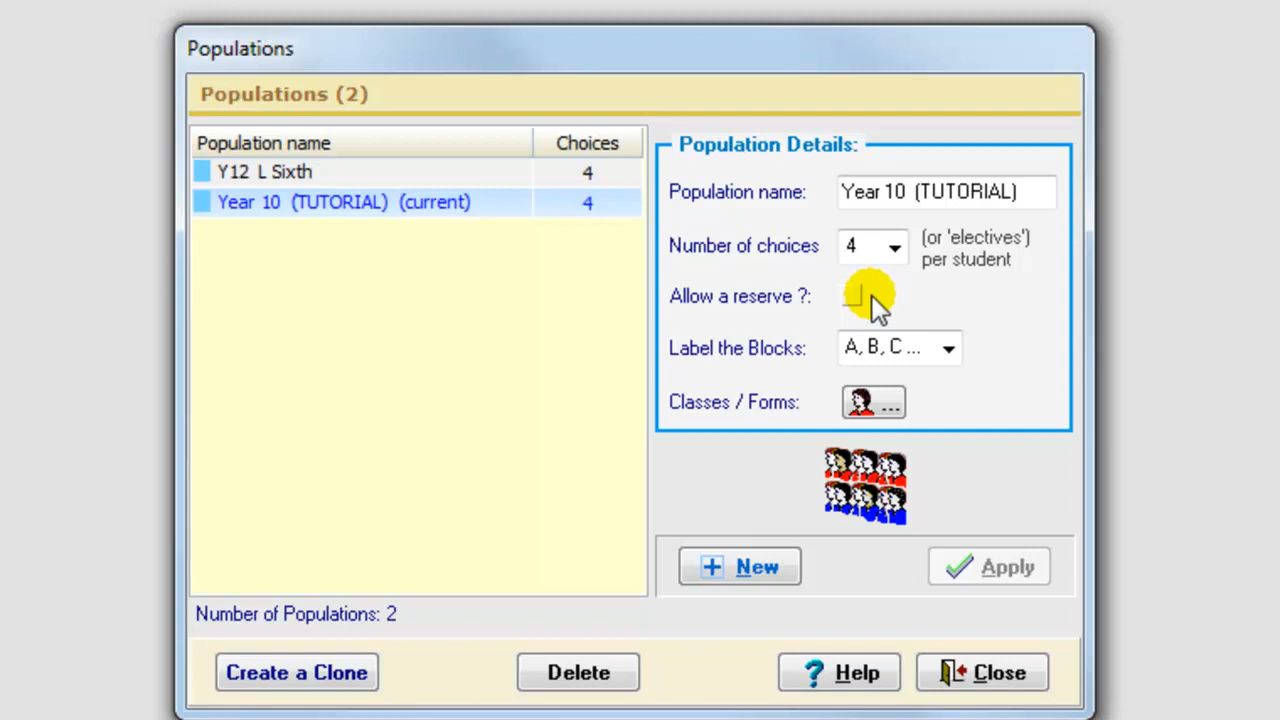 Populations
Populations (2)
Population name Choices
Y12 L Sixth 4
Year 10 (TUTORIAL) (current) 4
Population Details:
Population name: Year 10 (TUTORIAL)
Number of choices 4 (or 'electives') per student
Allow a reserve ?:
Label the Blocks: A, B, C ...
Classes / Forms: ...
New Apply
Number of Populations: 2
Create a Clone Delete ? Help Close